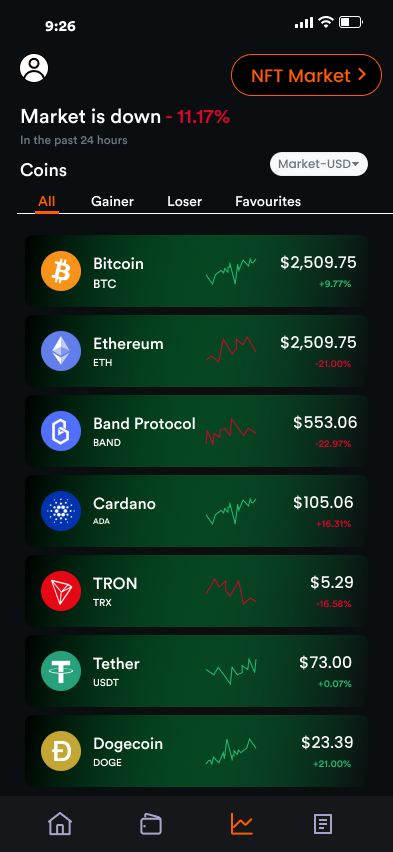 9:26
NFT Market
Market is down - 11.17%
In the past 24 hours
Coins
Market-USD
All Gainer Loser Favourites
Bitcoin $2,509.75
BTC +9.77%
Ethereum $2,509.75
ETH -21.00%
Band Protocol $553.06
BAND -22.97%
Cardano $105.06
ADA +16.31%
TRON $5.29
TRX -16.58%
Tether $73.00
USDT +0.07%
Dogecoin $23.39
DOGE +21.00%